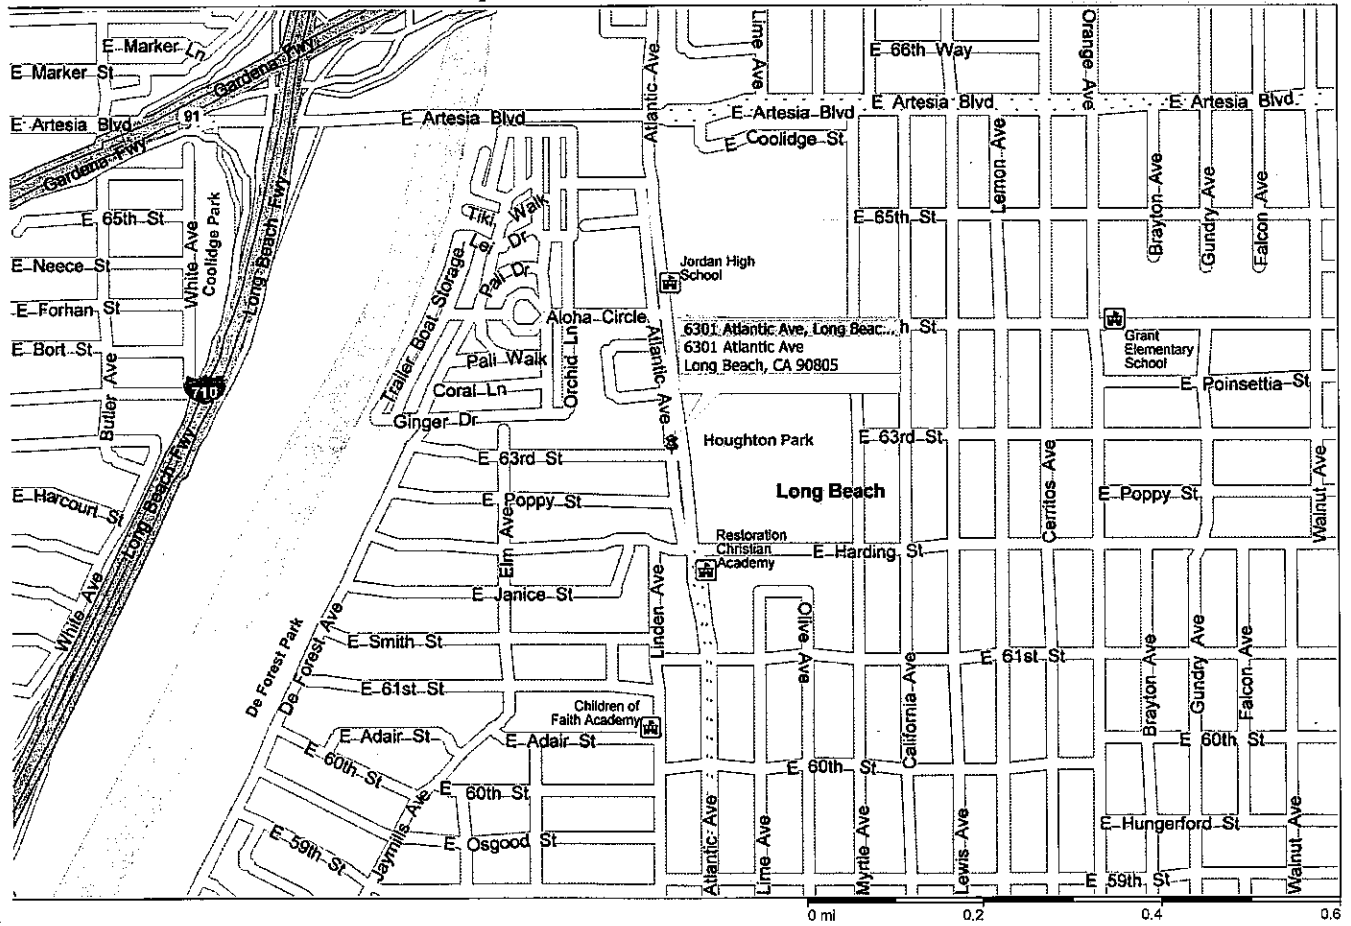 E Marker Ln
E Marker St
Gardena Fwy
91
E Artesia Blvd
Gardena Fwy
E Artesia Blvd
Atlantic Ave
Lime Ave
E 66th Way
Orange Ave
E Artesia Blvd
E Artesia Blvd
E Artesia Blvd
E Coolidge St
Lemon Ave
Brayton Ave
Gundry Ave
Falcon Ave
E 65th St
White Ave
Coolidge Park
Long Beach Fwy
Tiki Walk
Lei Dr
E 65th St
E Neece St
Trailer Boat Storage
Pali Dr
Jordan High
School
E Forhan St
Aloha Circle
Orchid Ln
Atlantic Ave
6301 Atlantic Ave, Long Beac...
h St
6301 Atlantic Ave
Long Beach, CA 90805
Grant
Elementary
School
E Bort St
Butler Ave
710
Pali Walk
Coral Ln
Ginger Dr
E Poinsettia St
E 63rd St
Houghton Park
E 63rd St
Long Beach
Cerritos Ave
Walnut Ave
E Harcourt St
Long Beach Fwy
E Poppy St
Elm Ave
E Poppy St
Restoration
Christian
Academy
E Harding St
White Ave
E Janice St
Linden Ave
Olive Ave
De Forest Park
De Forest Ave
E Smith St
E 61st St
California Ave
E 61st St
Brayton Ave
Gundry Ave
Falcon Ave
Children of
Faith Academy
E Adair St
E Adair St
E 60th St
E 60th St
E 60th St
E 60th St
Jaymills Ave
E 59th St
E Osgood St
Atlantic Ave
Lime Ave
Myrtle Ave
Lewis Ave
E Hungerford St
Walnut Ave
E 59th St
0 mi
0.2
0.4
0.6